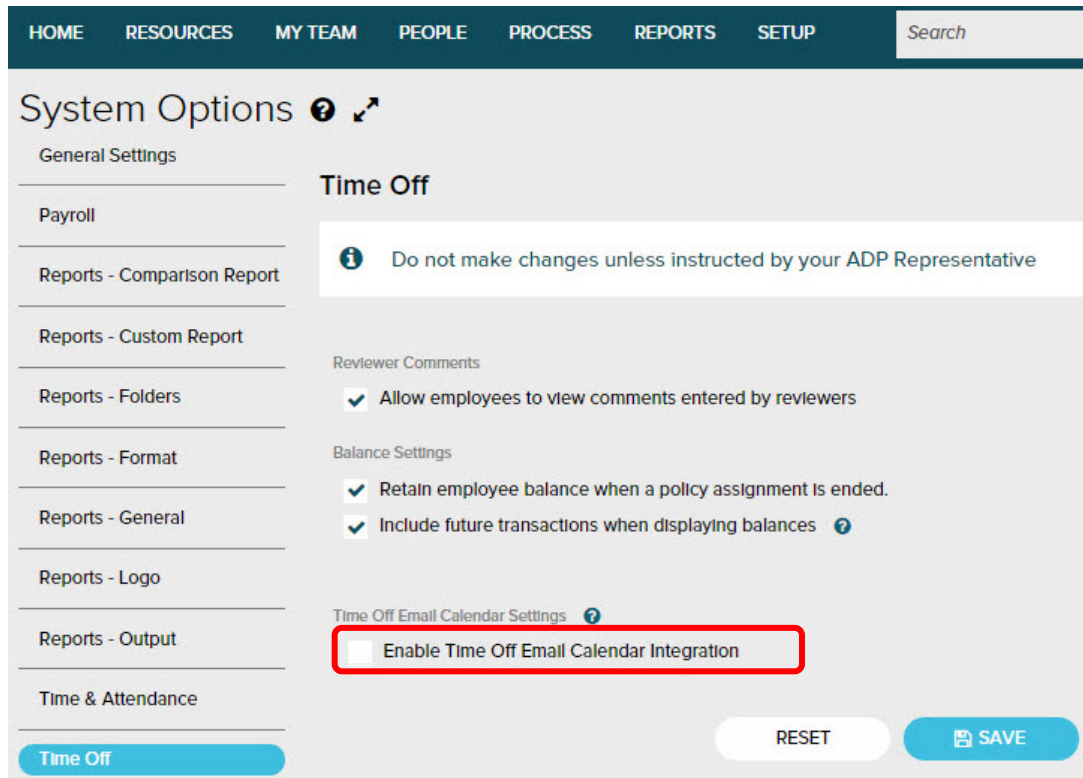 HOME RESOURCES MY TEAM PEOPLE PROCESS REPORTS SETUP Search
System Options
General Settings
Payroll
Reports - Comparison Report
Reports - Custom Report
Reports - Folders
Reports - Format
Reports - General
Reports - Logo
Reports - Output
Time & Attendance
Time Off
Time Off
Do not make changes unless instructed by your ADP Representative
Reviewer Comments
Allow employees to view comments entered by reviewers
Balance Settings
Retain employee balance when a policy assignment is ended.
Include future transactions when displaying balances
Time Off Email Calendar Settings
Enable Time Off Email Calendar Integration
RESET SAVE